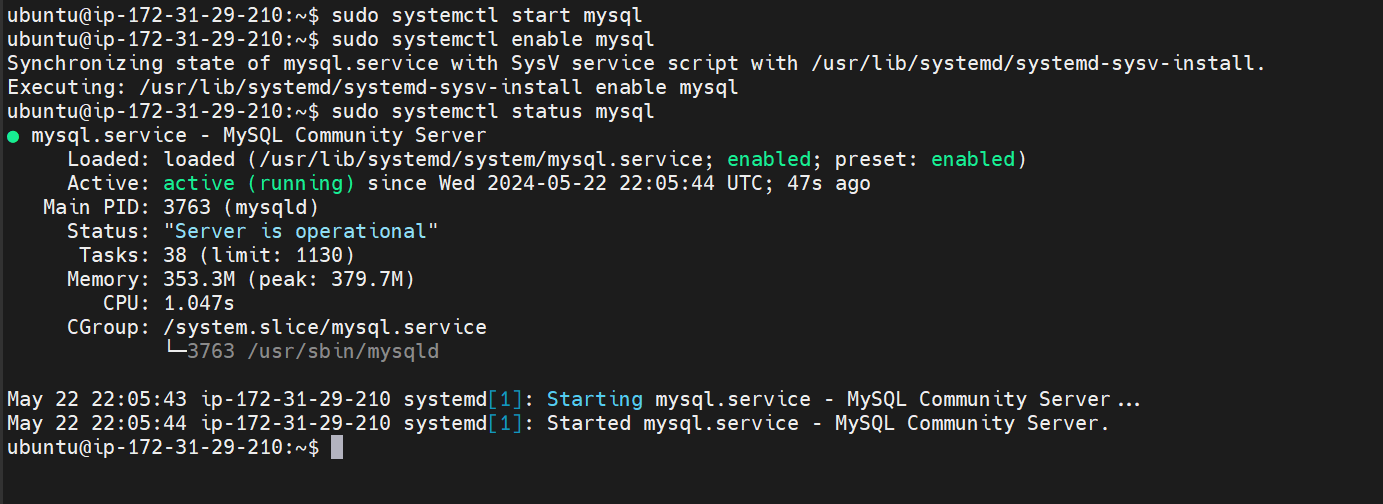 ubuntu@ip-172-31-29-210:~$ sudo systemctl start mysql
ubuntu@ip-172-31-29-210:~$ sudo systemctl enable mysql
Synchronizing state of mysql.service with SysV service script with /usr/lib/systemd/systemd-sysv-install.
Executing: /usr/lib/systemd/systemd-sysv-install enable mysql
ubuntu@ip-172-31-29-210:~$ sudo systemctl status mysql
● mysql.service - MySQL Community Server
     Loaded: loaded (/usr/lib/systemd/system/mysql.service; enabled; preset: enabled)
     Active: active (running) since Wed 2024-05-22 22:05:44 UTC; 47s ago
   Main PID: 3763 (mysqld)
     Status: "Server is operational"
      Tasks: 38 (limit: 1130)
     Memory: 353.3M (peak: 379.7M)
        CPU: 1.047s
     CGroup: /system.slice/mysql.service
             └─3763 /usr/sbin/mysqld
May 22 22:05:43 ip-172-31-29-210 systemd[1]: Starting mysql.service - MySQL Community Server...
May 22 22:05:44 ip-172-31-29-210 systemd[1]: Started mysql.service - MySQL Community Server.
ubuntu@ip-172-31-29-210:~$